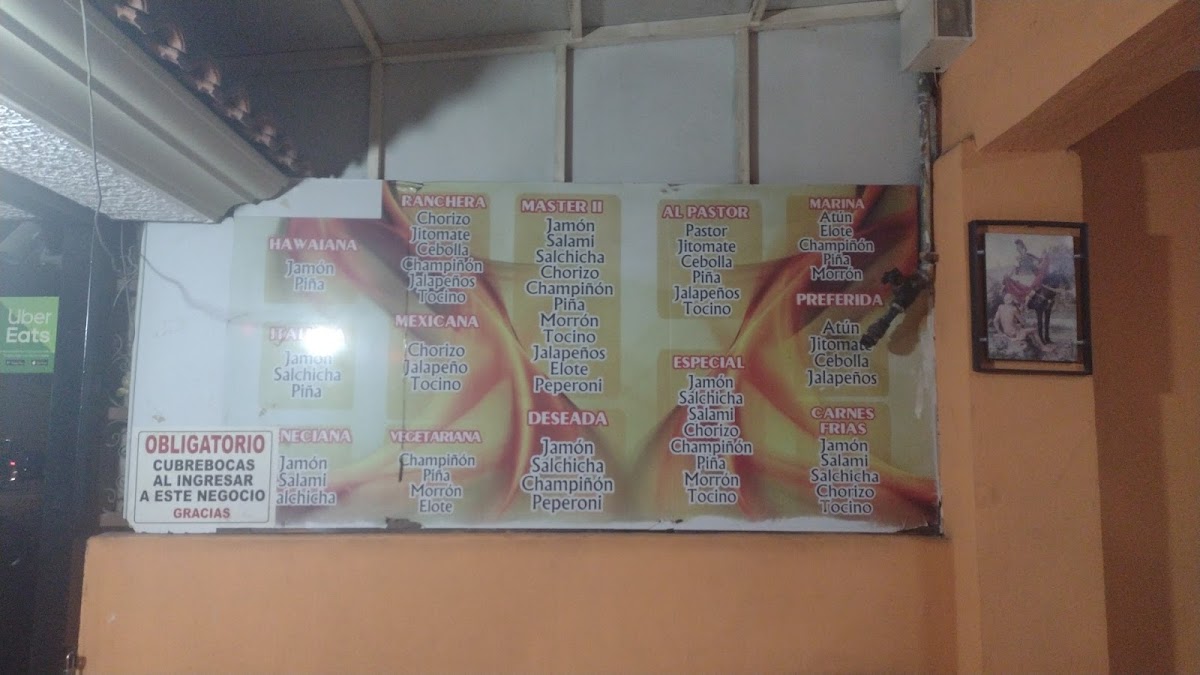 Uber
Eats
HAWAIANA
Jamón
Piña
Jamón
Salchicha
Piña
Jamón
Salami
OBLIGATORIO
CUBREBOCAS
AL INGRESAR
A ESTE NEGOCIO
GRACIAS
RANCHERA
Chorizo
Jitomate
Cebolla
Champiñón
Jalapeños
Tocino
MEXICANA
Chorizo
Jalapeño
Tocino
VEGETARIANA
Champiñón
Piña
Morrón
Elote
MASTER II
Jamón
Salami
Salchicha
Chorizo
Champiñón
Piña
Morrón
Tocino
Jalapeños
Elote
Peperoni
DESEADA
Jamón
Salchicha
Champiñón
Peperoni
AL PASTOR
Pastor
Jitomate
Cebolla
Piña
Jalapeños
Tocino
ESPECIAL
Jamón
Salchicha
Salami
Chorizo
Champiñón
Piña
Morrón
Tocino
MARINA
Atún
Elote
Champiñón
Piña
Morrón
PREFERIDA
Atún
Jitomate
Cebolla
Jalapeños
CARNES
FRIAS
Jamón
Salami
Salchicha
Chorizo
Tocino